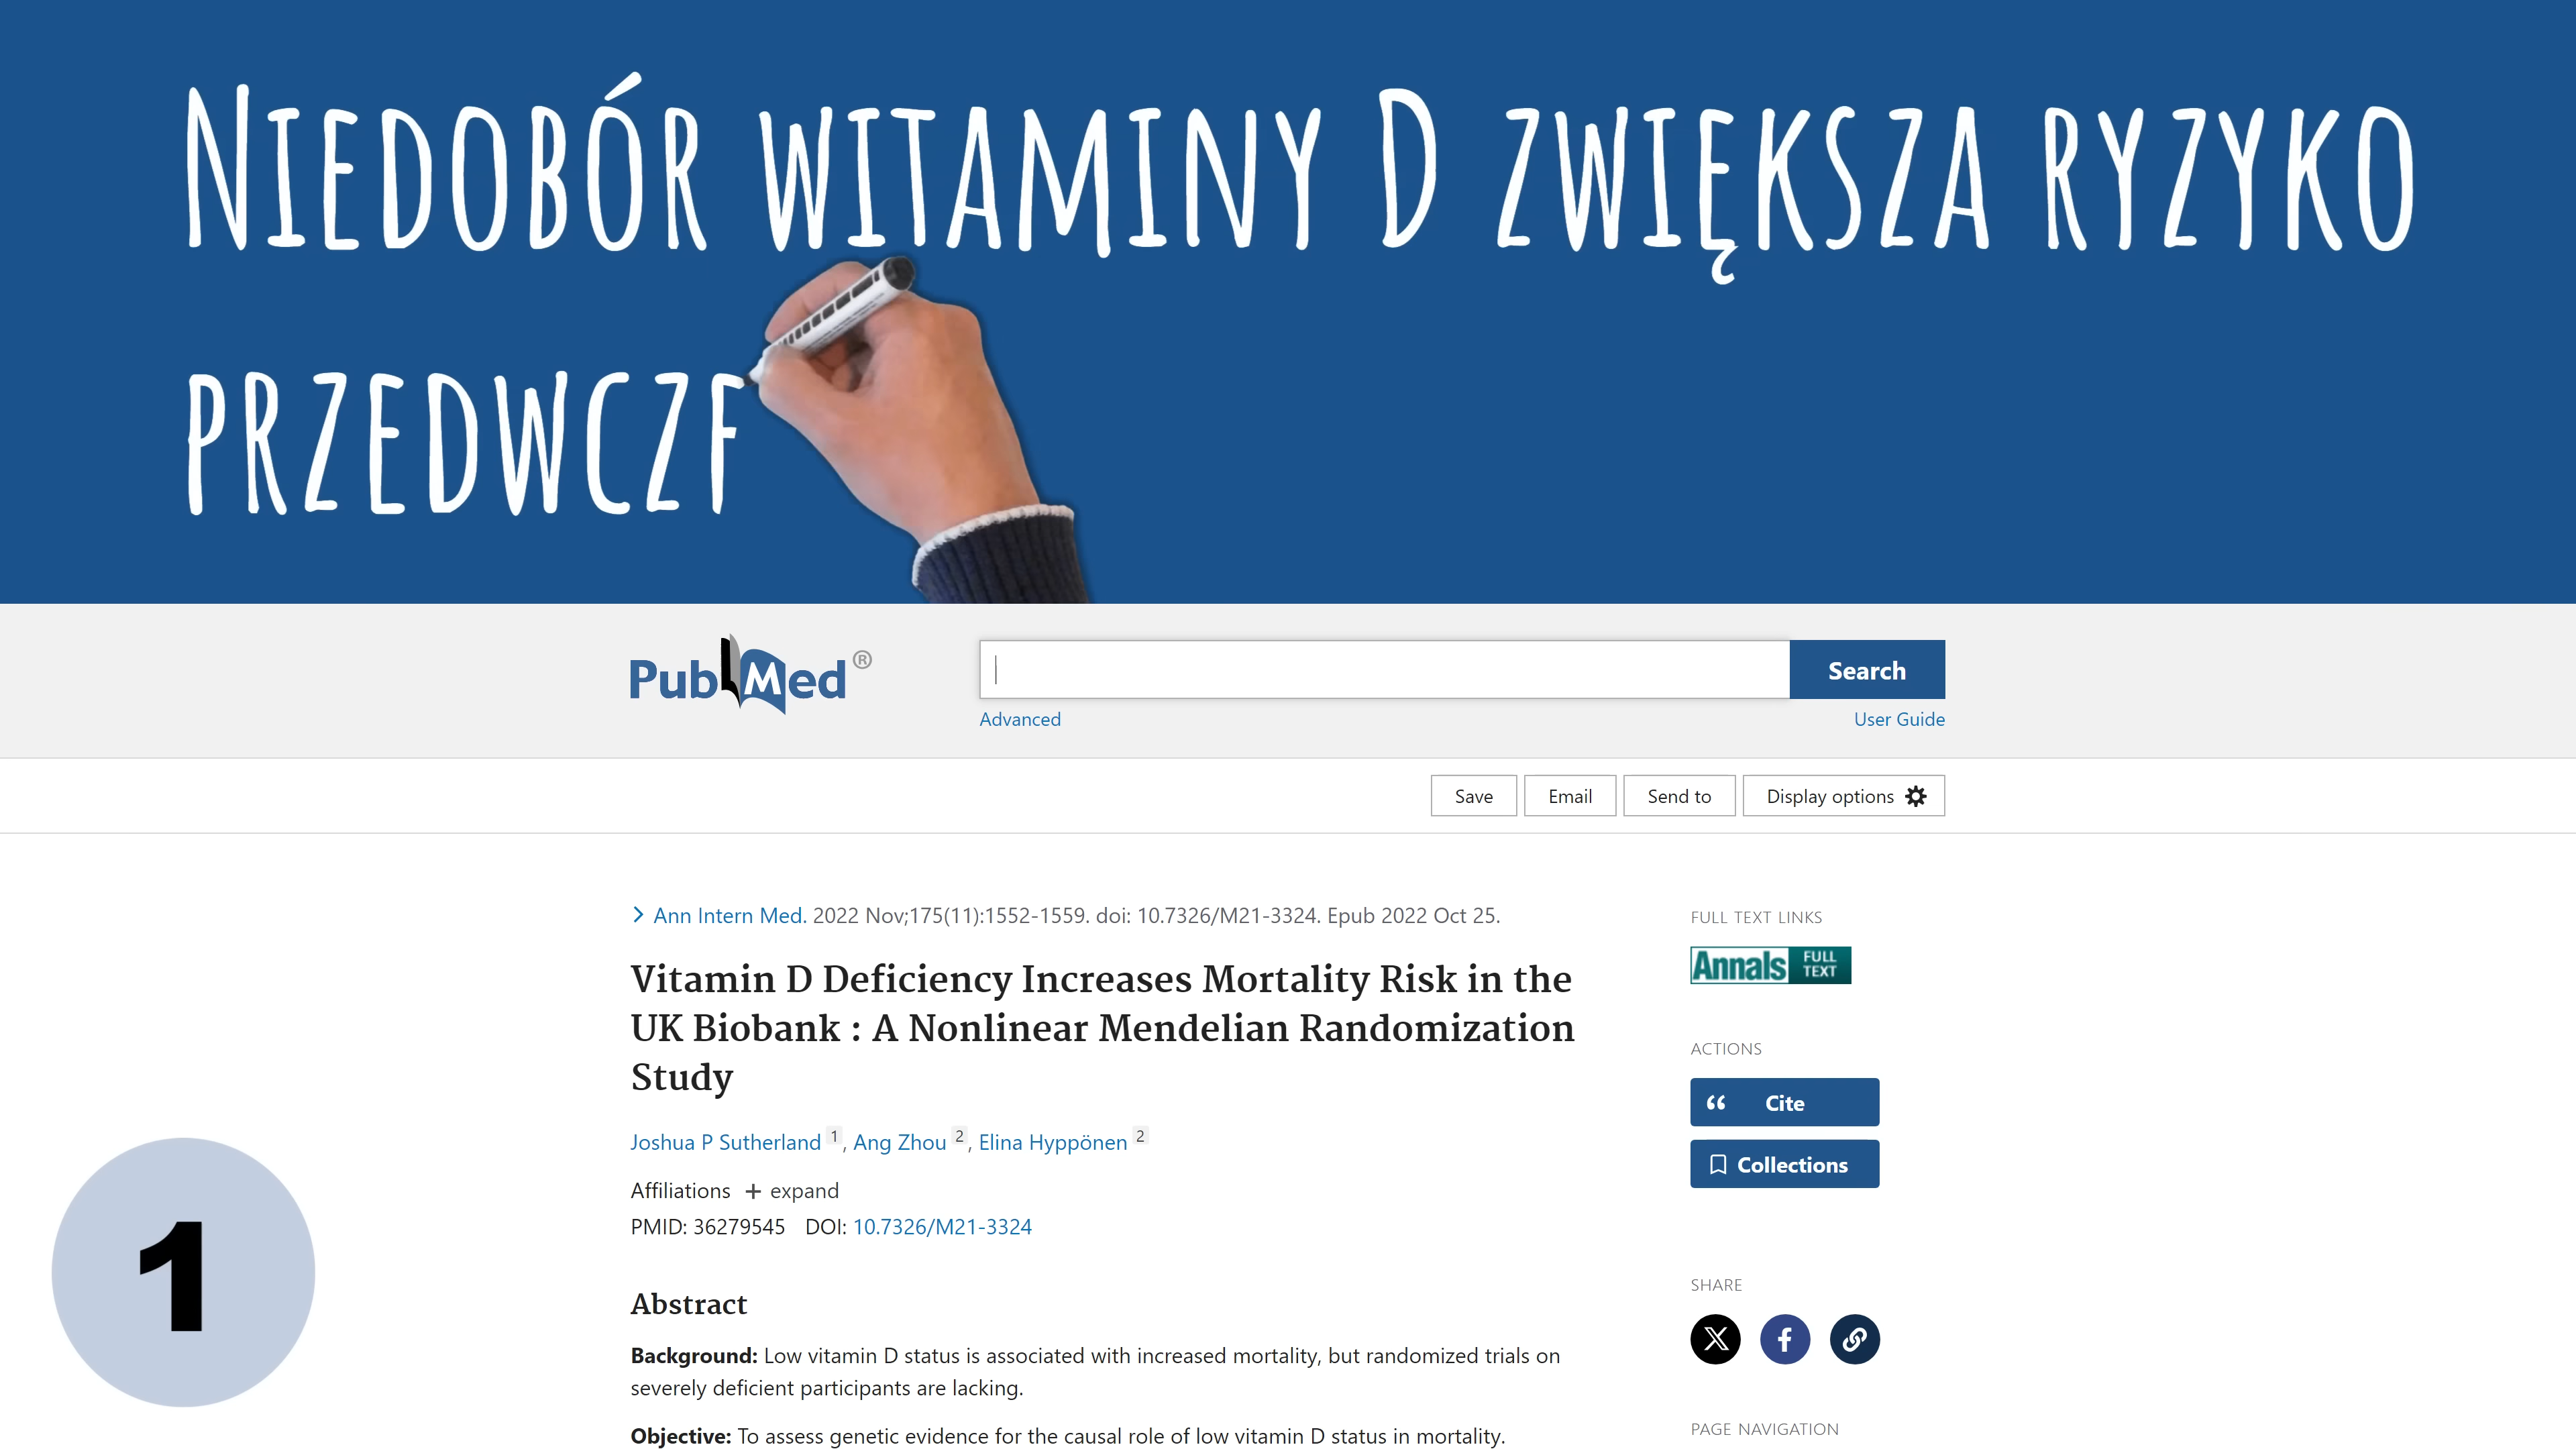 NIEDOBÓR WITAMINY D ZWIĘKSZA RYZYKO
PRZEDWCZF
PubMed®
Search
Advanced
User Guide
Save
Email
Send to
Display options
Ann Intern Med. 2022 Nov;175(11):1552-1559. doi: 10.7326/M21-3324. Epub 2022 Oct 25.
Vitamin D Deficiency Increases Mortality Risk in the
UK Biobank : A Nonlinear Mendelian Randomization
Study
Joshua P Sutherland 1, Ang Zhou 2, Elina Hyppönen 2
Affiliations + expand
PMID: 36279545 DOI: 10.7326/M21-3324
Abstract
Background: Low vitamin D status is associated with increased mortality, but randomized trials on
severely deficient participants are lacking.
Objective: To assess genetic evidence for the causal role of low vitamin D status in mortality.
FULL TEXT LINKS
Annals FULL TEXT
ACTIONS
Cite
Collections
SHARE
PAGE NAVIGATION
1